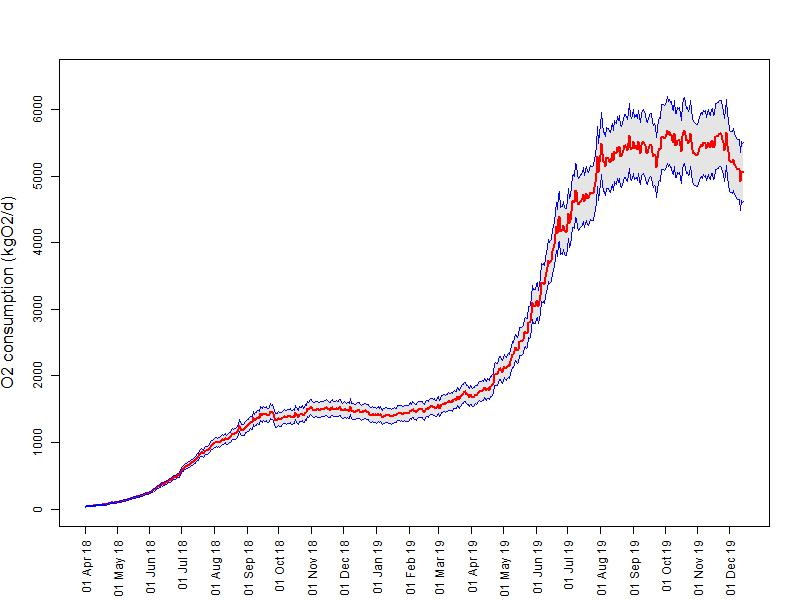 O2 consumption (kgO2/d)
6000
5000
4000
3000
2000
1000
0
01 Apr 18
01 May 18
01 Jun 18
01 Jul 18
01 Aug 18
01 Sep 18
01 Oct 18
01 Nov 18
01 Dec 18
01 Jan 19
01 Feb 19
01 Mar 19
01 Apr 19
01 May 19
01 Jun 19
01 Jul 19
01 Aug 19
01 Sep 19
01 Oct 19
01 Nov 19
01 Dec 19